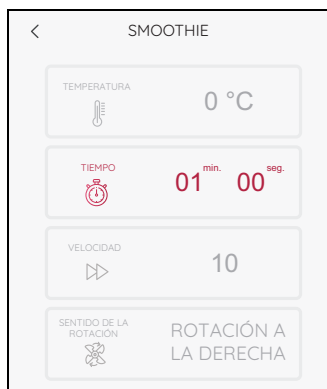 SMOOTHIE
TEMPERATURA
0 °C
TIEMPO
01 min. 00 seg.
VELOCIDAD
10
SENTIDO DE LA
ROTACIÓN
ROTACIÓN A
LA DERECHA